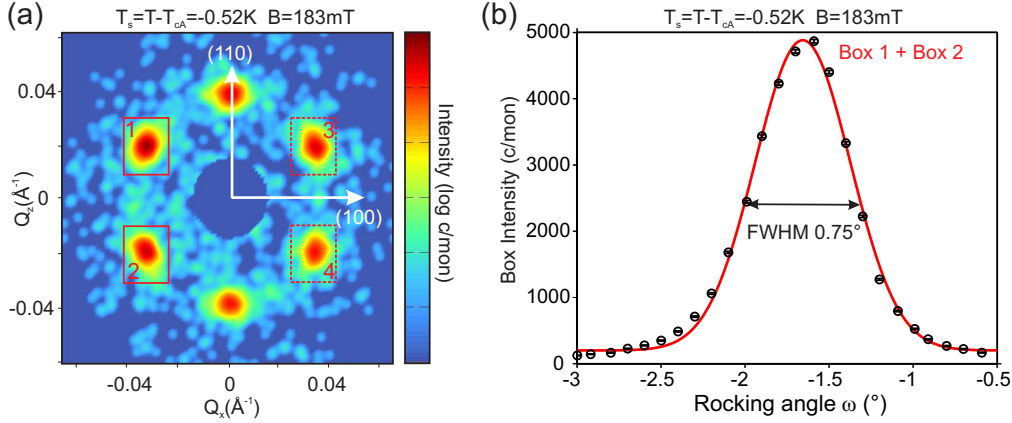 (a)
T_s=T-T_cA=-0.52K B=183mT
(110)
(100)
1
2
3
4
0.04
0
-0.04
Q_z(Å⁻¹)
-0.04
0
0.04
Q_x(Å⁻¹)
Intensity (log c/mon)
(b)
T_s=T-T_cA=-0.52K B=183mT
Box 1 + Box 2
FWHM 0.75°
5000
4000
3000
2000
1000
0
Box Intensity (c/mon)
-3
-2.5
-2
-1.5
-1
-0.5
Rocking angle ω (°)